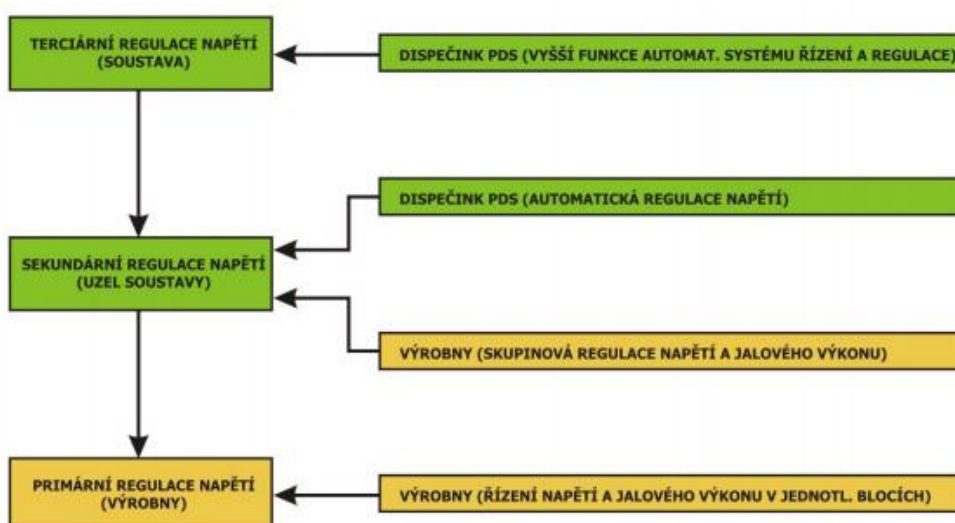 TERCIÁRNÍ REGULACE NAPĚTÍ
(SOUSTAVA)
DISPEČINK PDS (VYŠŠÍ FUNKCE AUTOMAT. SYSTÉMU ŘÍZENÍ A REGULACE)
DISPEČINK PDS (AUTOMATICKÁ REGULACE NAPĚTÍ)
SEKUNDÁRNÍ REGULACE NAPĚTÍ
(UZEL SOUSTAVY)
VÝROBNY (SKUPINOVÁ REGULACE NAPĚTÍ A JALOVÉHO VÝKONU)
PRIMÁRNÍ REGULACE NAPĚTÍ
(VÝROBNY)
VÝROBNY (ŘÍZENÍ NAPĚTÍ A JALOVÉHO VÝKONU V JEDNOTL. BLOCÍCH)